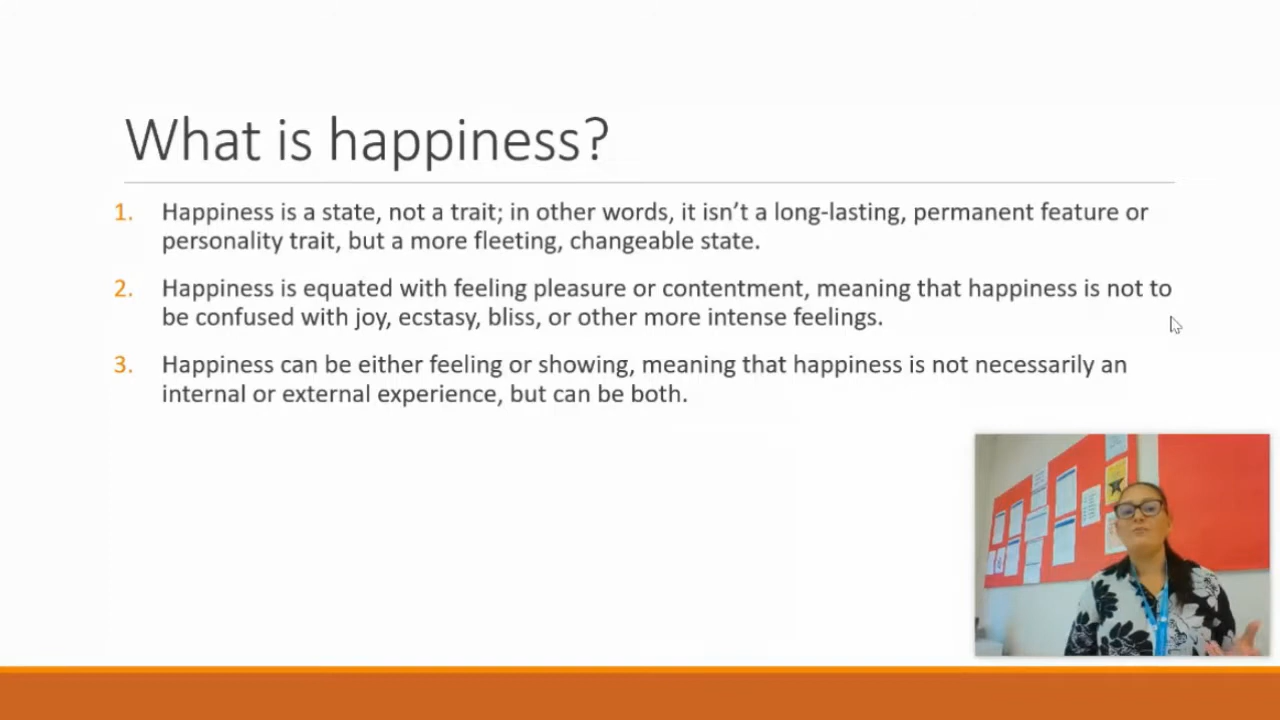 What is happiness?
1. Happiness is a state, not a trait; in other words, it isn’t a long-lasting, permanent feature or
personality trait, but a more fleeting, changeable state.
2. Happiness is equated with feeling pleasure or contentment, meaning that happiness is not to
be confused with joy, ecstasy, bliss, or other more intense feelings.
3. Happiness can be either feeling or showing, meaning that happiness is not necessarily an
internal or external experience, but can be both.